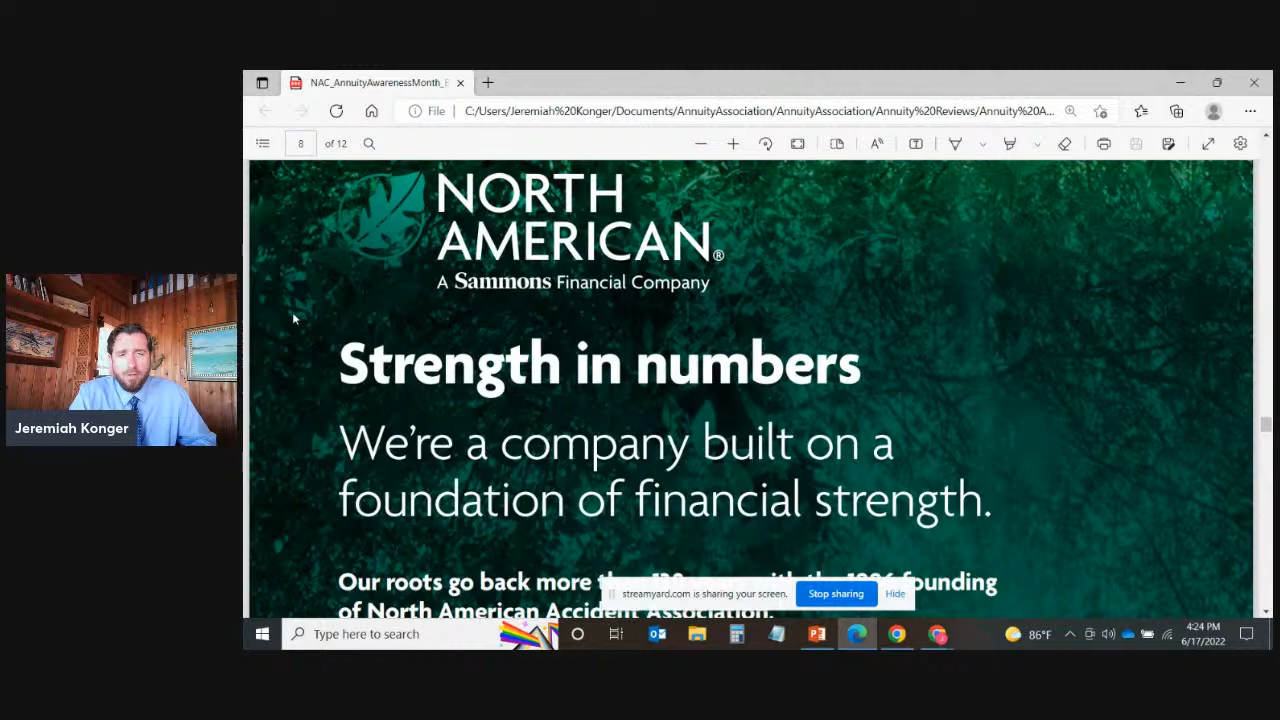 NAC_AnnuityAwarenessMonth_E
File
C:/Users/Jeremiah%20Konger/Documents/AnnuityAssociation/AnnuityAssociation/Annuity%20Reviews/Annuity%20A...
8 of 12
NORTH
AMERICAN®
A Sammons Financial Company
Strength in numbers
We're a company built on a
foundation of financial strength.
Our roots go back more founding
of North American Accident Association.
streamyard.com is sharing your screen. Stop sharing Hide
Jeremiah Konger
Type here to search
86°F
4:24 PM
6/17/2022